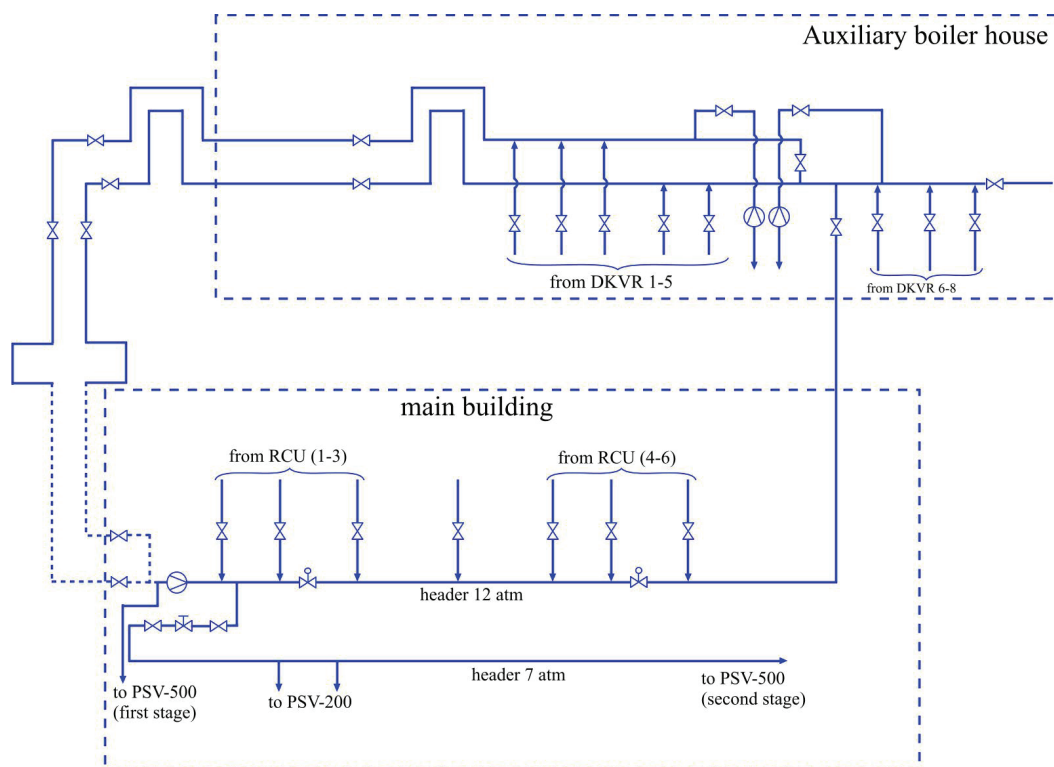 Auxiliary boiler house
from DKVR 1-5
from DKVR 6-8
main building
from RCU (1-3)
from RCU (4-6)
header 12 atm
header 7 atm
to PSV-500
(first stage)
to PSV-200
to PSV-500
(second stage)